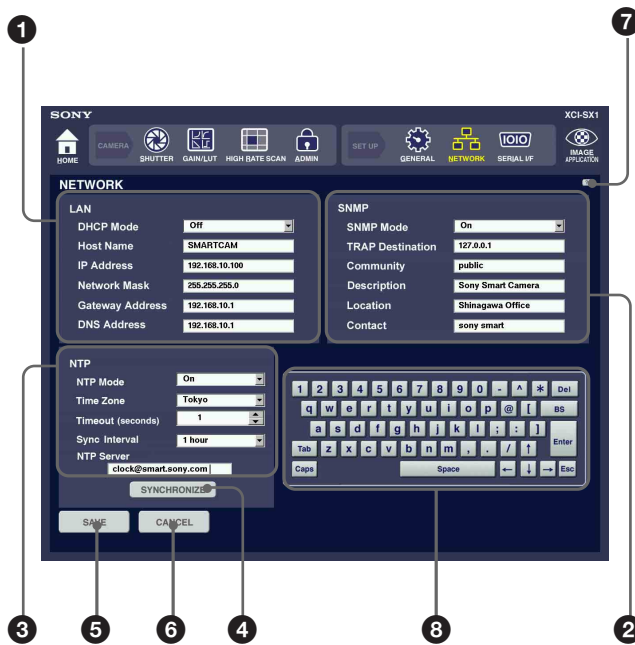 1
7
SONY
XCI-SX1
HOME
CAMERA
SHUTTER
GAIN/LUT
HIGH RATE SCAN
ADMIN
SET UP
GENERAL
NETWORK
IOIO
SERIAL I/F
IMAGE APPLICATION
NETWORK
LAN
DHCP Mode Off
Host Name SMARTCAM
IP Address 192.168.10.100
Network Mask 255.255.255.0
Gateway Address 192.168.10.1
DNS Address 192.168.10.1
SNMP
SNMP Mode On
TRAP Destination 127.0.0.1
Community public
Description Sony Smart Camera
Location Shinagawa Office
Contact sony smart
NTP
NTP Mode On
Time Zone Tokyo
Timeout (seconds) 1
Sync Interval 1 hour
NTP Server
clock@smart.sony.com
SYNCHRONIZE
SAVE
CANCEL
1 2 3 4 5 6 7 8 9 0 - ^ * Del
q w e r t y u i o p @ [ BS
a s d f g h j k l ; : ] Enter
Tab z x c v b n m , . / ↑
Caps Space ← ↓ → Esc
3
5
6
4
8
2